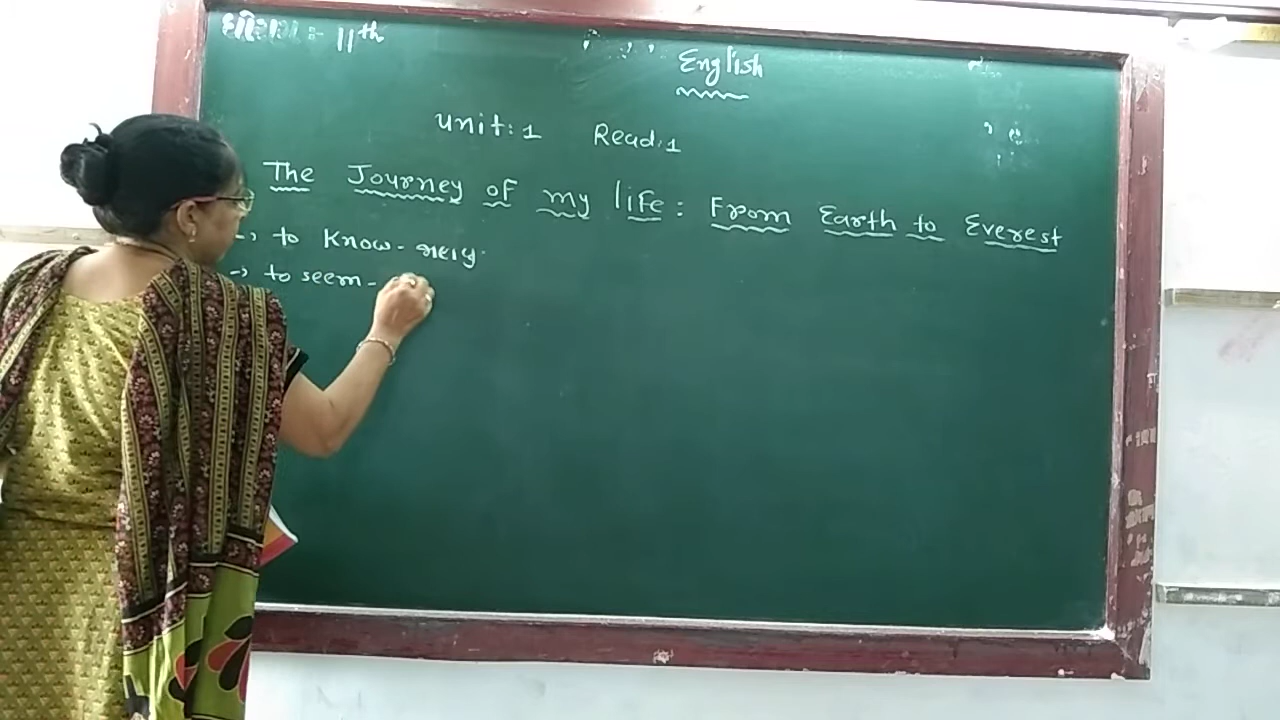 11th
English
Unit:1 Read:1
The Journey of my life: From Earth to Everest
-> to Know - જાણવું
-> to seem -